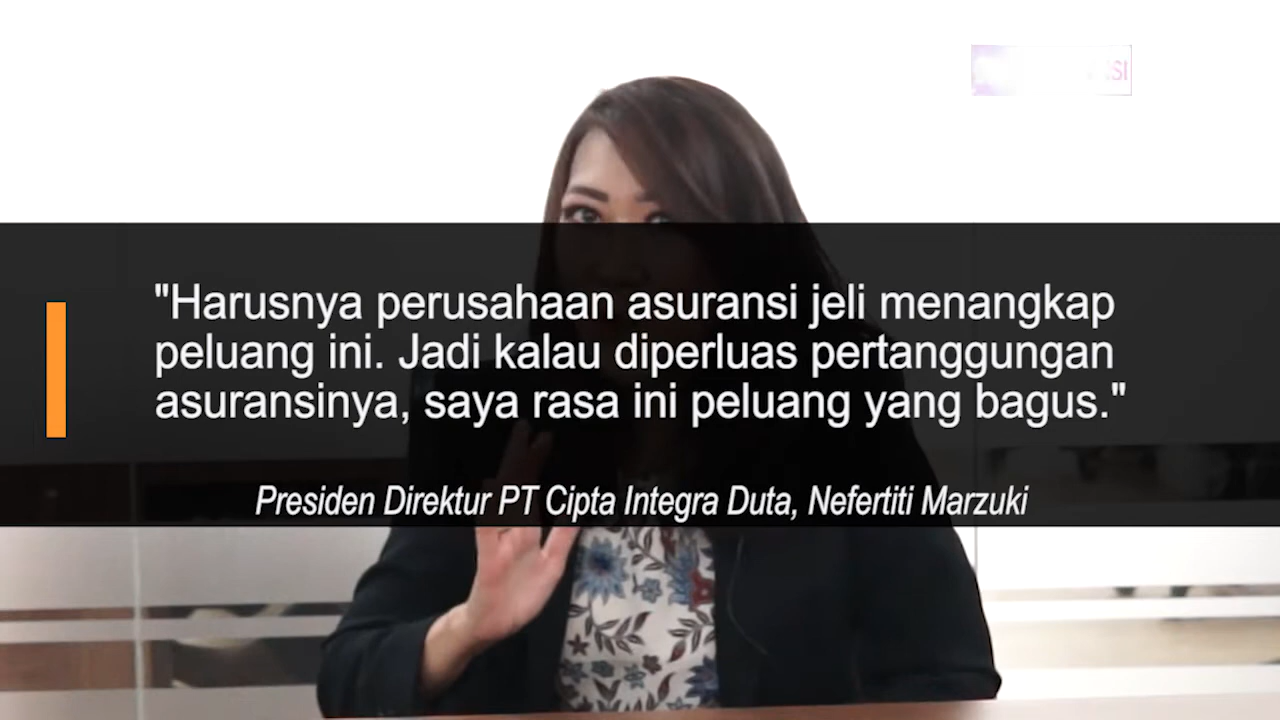 "Harusnya perusahaan asuransi jeli menangkap
peluang ini. Jadi kalau diperluas pertanggungan
asuransinya, saya rasa ini peluang yang bagus."
Presiden Direktur PT Cipta Integra Duta, Nefertiti Marzuki